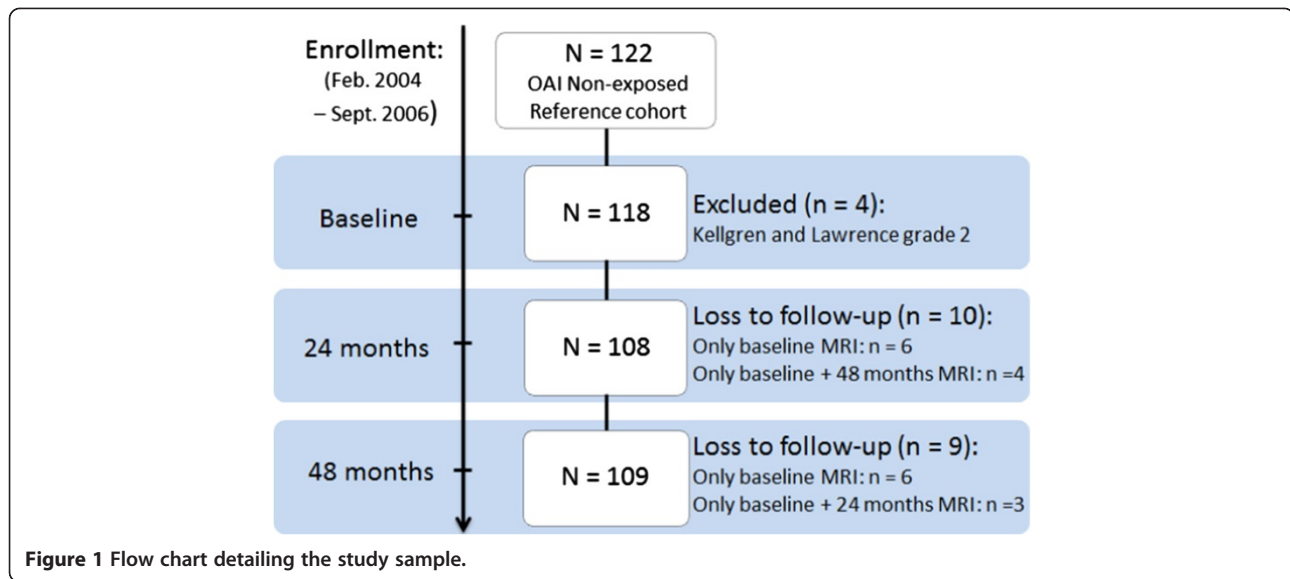 Enrollment:
(Feb. 2004
– Sept. 2006)
N = 122
OAI Non-exposed
Reference cohort
Baseline
N = 118
Excluded (n = 4):
Kellgren and Lawrence grade 2
24 months
N = 108
Loss to follow-up (n = 10):
Only baseline MRI: n = 6
Only baseline + 48 months MRI: n =4
48 months
N = 109
Loss to follow-up (n = 9):
Only baseline MRI: n = 6
Only baseline + 24 months MRI: n =3
Figure 1 Flow chart detailing the study sample.